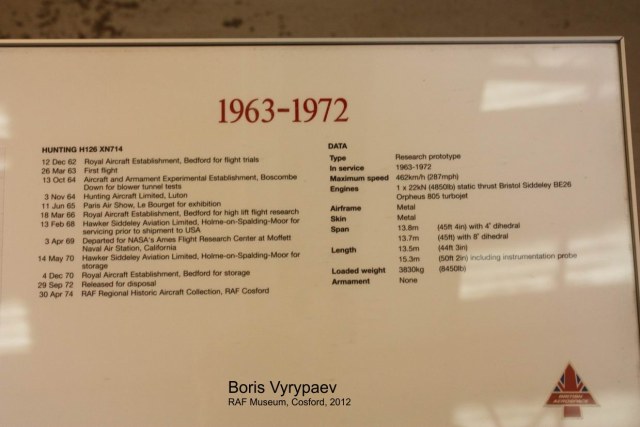 1963-1972
HUNTING H126 XN714
12 Dec 62 Royal Aircraft Establishment, Bedford for flight trials
26 Mar 63 First flight
13 Oct 64 Aircraft and Armament Experimental Establishment, Boscombe
Down for blower tunnel tests
3 Nov 64 Hunting Aircraft Limited, Luton
11 Jun 65 Paris Air Show, Le Bourget for exhibition
18 Mar 66 Royal Aircraft Establishment, Bedford for high lift flight research
13 Feb 68 Hawker Siddeley Aviation Limited, Holme-on-Spalding-Moor for
servicing prior to shipment to USA
3 Apr 69 Departed for NASA's Ames Flight Research Center at Moffett
Naval Air Station, California
14 May 70 Hawker Siddeley Aviation Limited, Holme-on-Spalding-Moor for
storage
4 Dec 70 Royal Aircraft Establishment, Bedford for storage
29 Sep 72 Released for disposal
30 Apr 74 RAF Regional Historic Aircraft Collection, RAF Cosford
DATA
Type Research prototype
In service 1963-1972
Maximum speed 462km/h (287mph)
Engines 1 x 22kN (4850lb) static thrust Bristol Siddeley BE26
Orpheus 805 turbojet
Airframe Metal
Skin Metal
Span 13.8m (45ft 4in) with 4° dihedral
13.7m (45ft) with 8° dihedral
Length 13.5m (44ft 3in)
15.3m (50ft 2in) including instrumentation probe
Loaded weight 3830kg (8450lb)
Armament None
Boris Vyrypaev
RAF Museum, Cosford, 2012
BRITISH
AEROSPACE